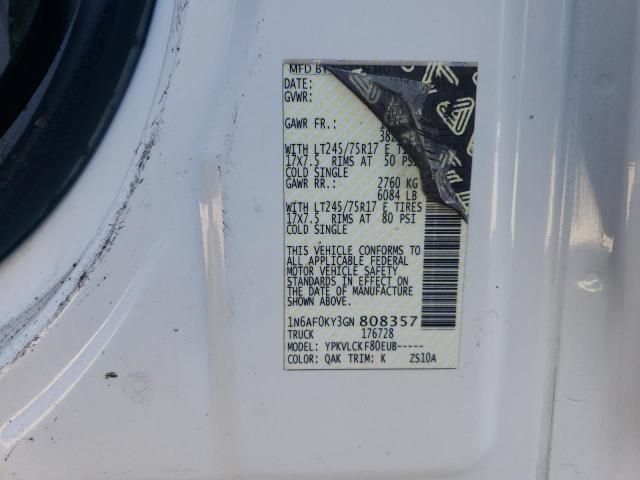 MFD BY
DATE:
GVWR:
GAWR FR.
WITH LT245/75R17 E
17X7.5 RIMS AT 50 PSI
COLD SINGLE
GAWR RR.: 2760 KG
6084 LB
WITH LT245/75R17 E TIRES
17X7.5 RIMS AT 80 PSI
COLD SINGLE
THIS VEHICLE CONFORMS TO
ALL APPLICABLE FEDERAL
MOTOR VEHICLE SAFETY
STANDARDS IN EFFECT ON
THE DATE OF MANUFACTURE
SHOWN ABOVE.
1N6AF0KY3GN 808357
TRUCK 176728
MODEL: YPKVLCKF80EUB-----
COLOR: QAK TRIM: K ZS10A